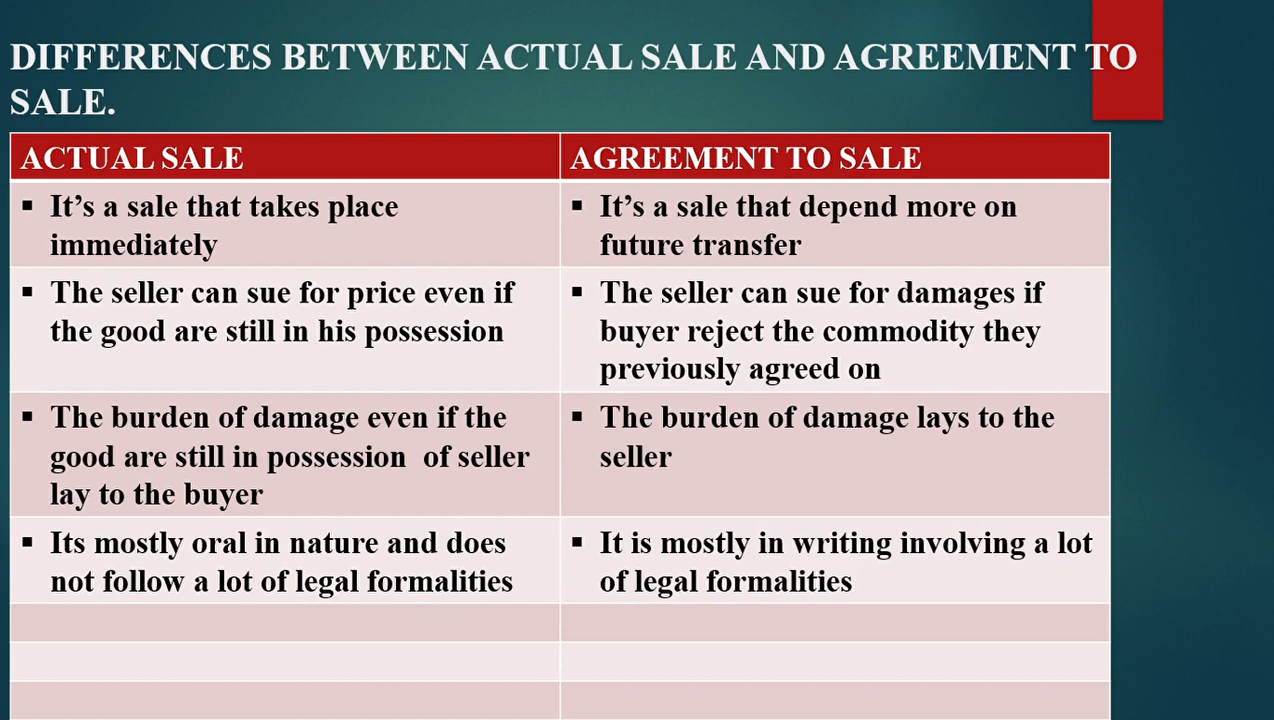 DIFFERENCES BETWEEN ACTUAL SALE AND AGREEMENT TO
SALE.
ACTUAL SALE
AGREEMENT TO SALE
▪ It’s a sale that takes place
immediately
▪ It’s a sale that depend more on
future transfer
▪ The seller can sue for price even if
the good are still in his possession
▪ The seller can sue for damages if
buyer reject the commodity they
previously agreed on
▪ The burden of damage even if the
good are still in possession of seller
lay to the buyer
▪ The burden of damage lays to the
seller
▪ Its mostly oral in nature and does
not follow a lot of legal formalities
▪ It is mostly in writing involving a lot
of legal formalities